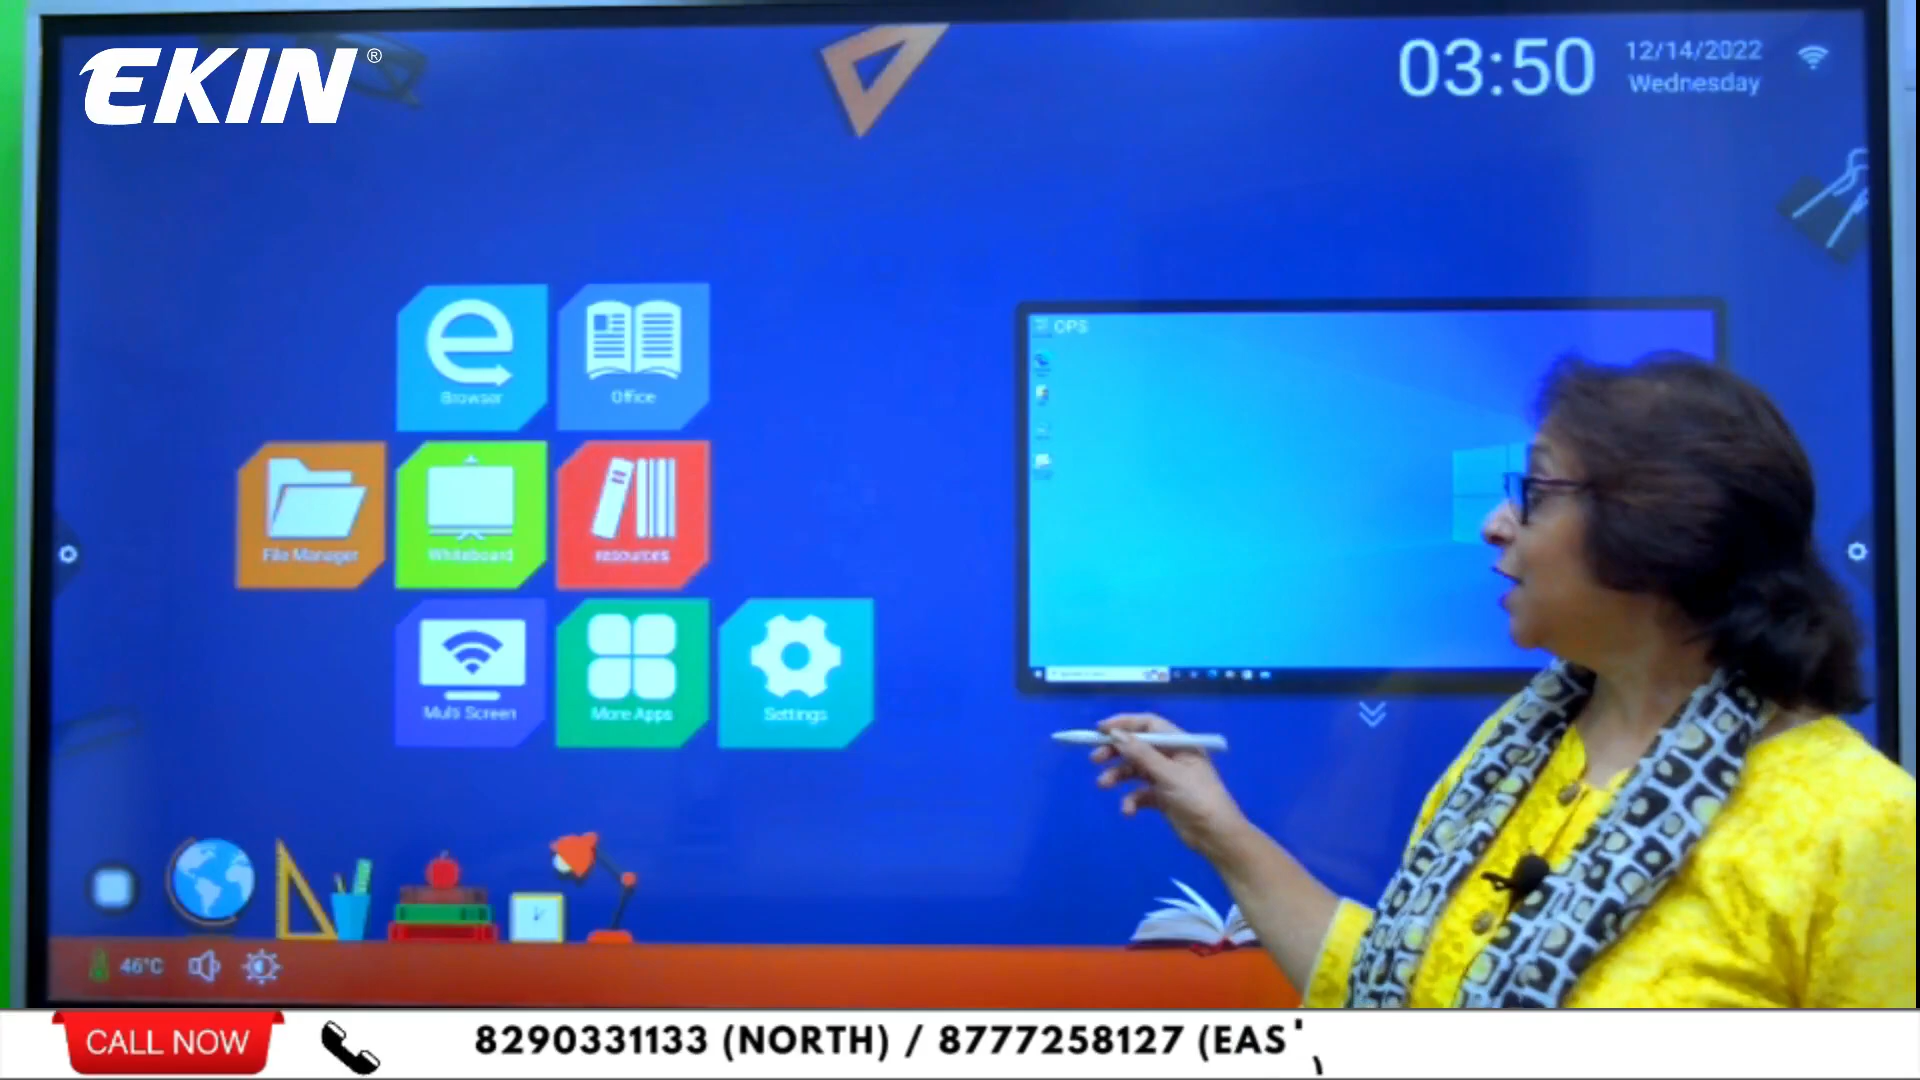 EKIN®
03:50
12/14/2022
Wednesday
OPS
Browser
Office
File Manager
Whiteboard
resources
Multi Screen
More Apps
Settings
46°C
CALL NOW
8290331133 (NORTH) / 8777258127 (EAS